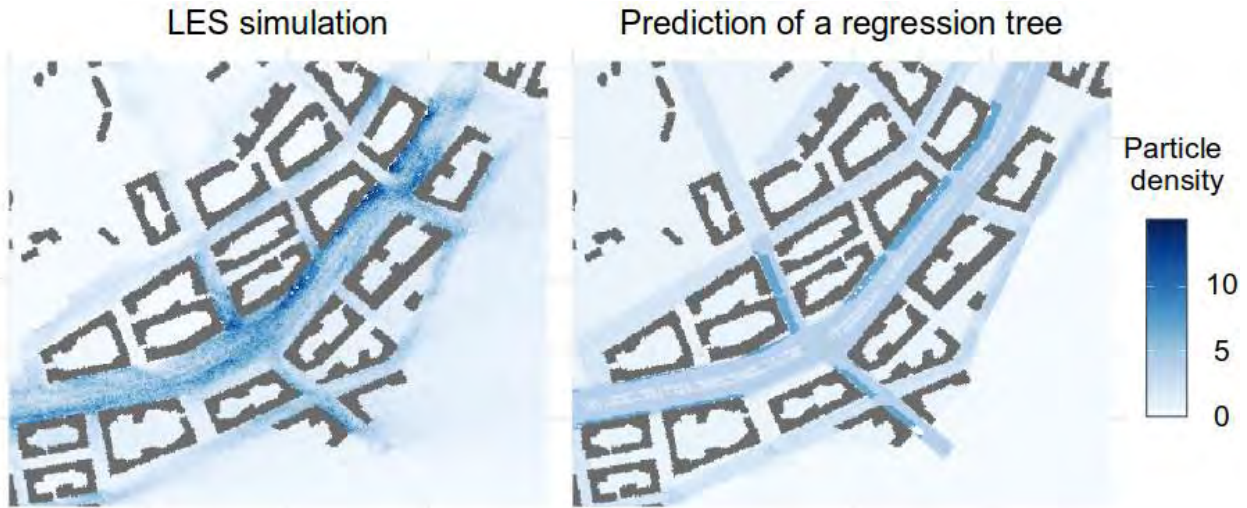 LES simulation
Prediction of a regression tree
Particle
density
10
5
0